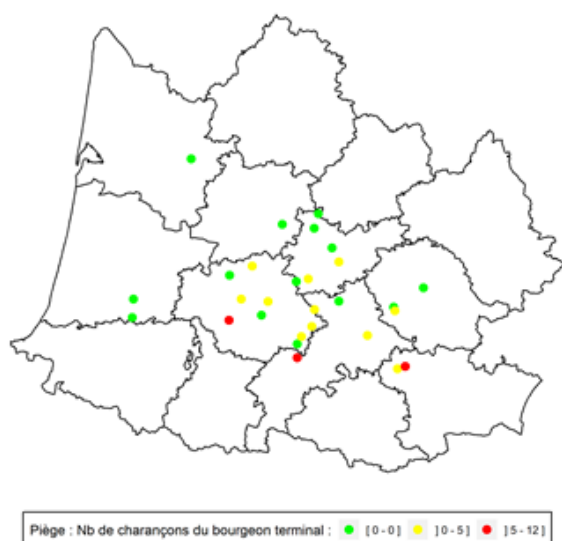 Piège : Nb de charançons du bourgeon terminal : [ 0 - 0 ] ] 0 - 5 ] ] 5 - 12 ]